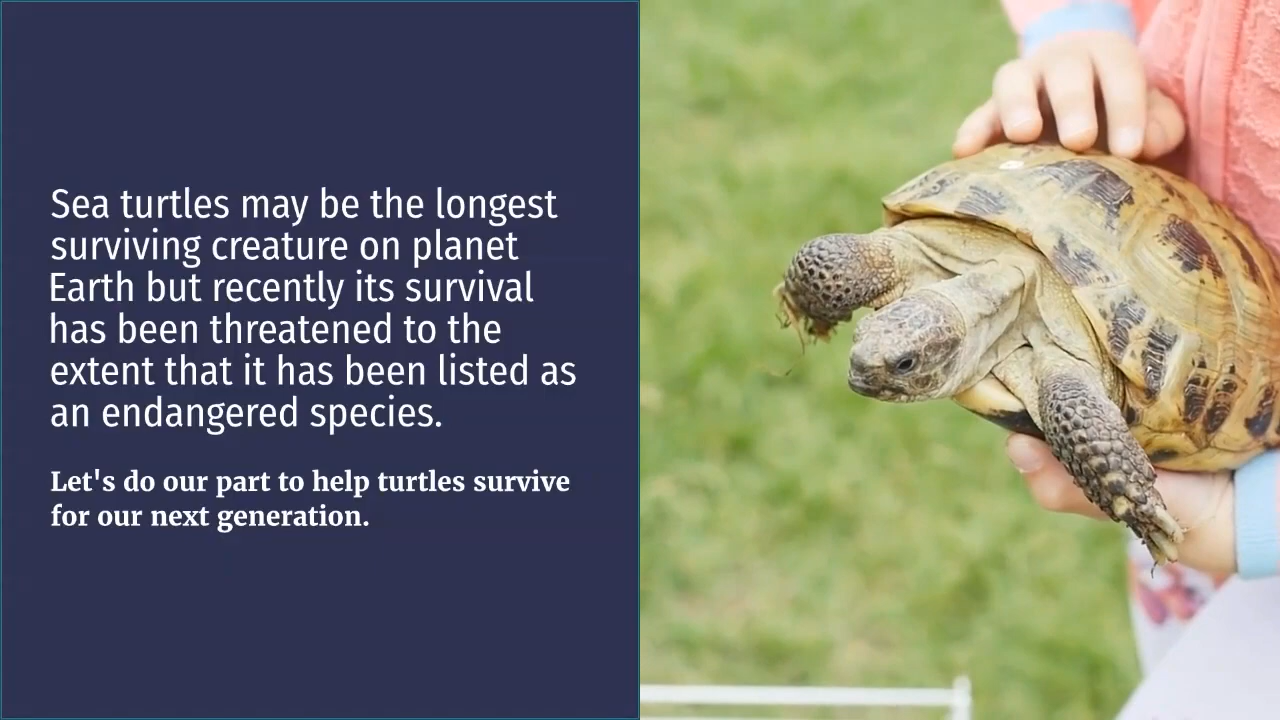 Sea turtles may be the longest
surviving creature on planet
Earth but recently its survival
has been threatened to the
extent that it has been listed as
an endangered species.
Let's do our part to help turtles survive
for our next generation.